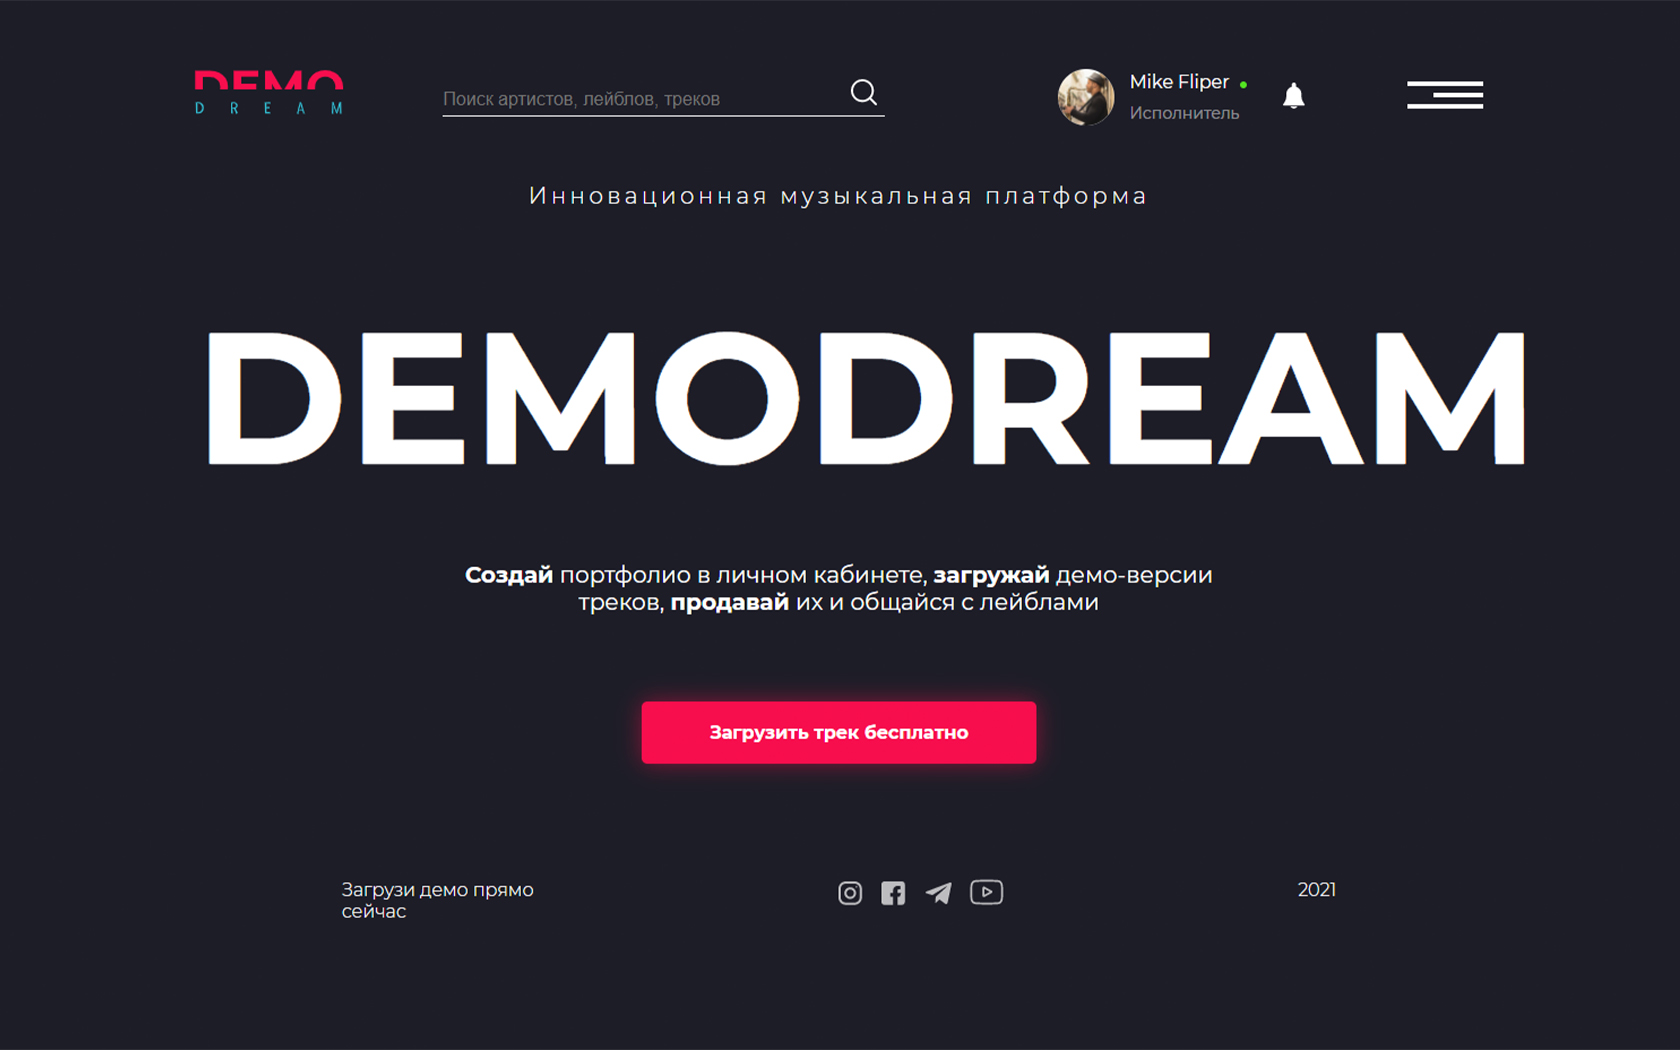 DEMO
DREAM
Поиск артистов, лейблов, треков
Mike Fliper
Исполнитель
Инновационная музыкальная платформа
DEMODREAM
Создай портфолио в личном кабинете, загружай демо-версии
треков, продавай их и общайся с лейблами
Загрузить трек бесплатно
Загрузи демо прямо
сейчас
2021